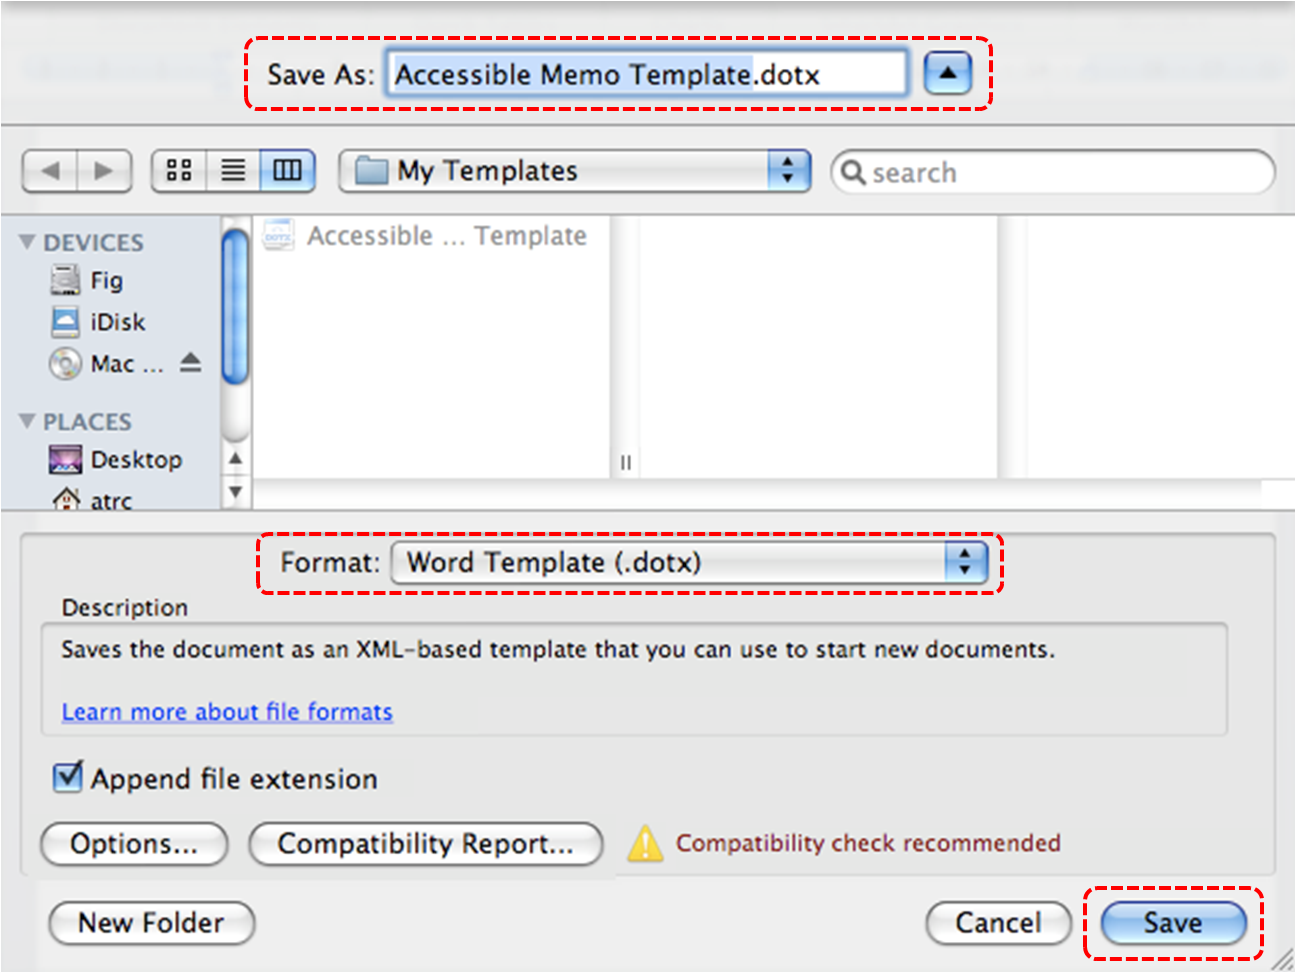 Save As: Accessible Memo Template.dotx
My Templates
search
DEVICES
Fig
iDisk
Mac ...
PLACES
Desktop
atrc
DOTX Accessible ... Template
Format: Word Template (.dotx)
Description
Saves the document as an XML-based template that you can use to start new documents.
Learn more about file formats
Append file extension
Options... Compatibility Report... Compatibility check recommended
New Folder Cancel Save